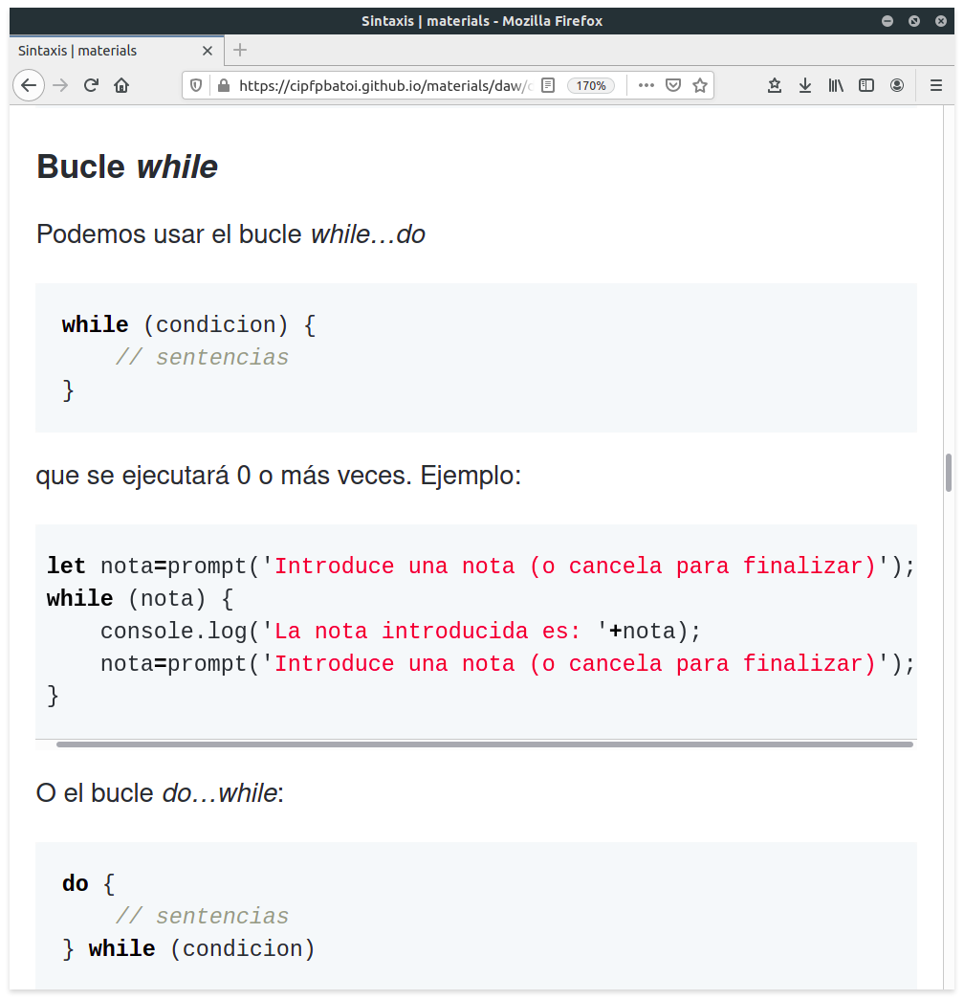 Sintaxis | materials - Mozilla Firefox
Sintaxis | materials
https://cipfpbatoi.github.io/materials/daw/
170%
Bucle while
Podemos usar el bucle while…do
while (condicion) {
// sentencias
}
que se ejecutará 0 o más veces. Ejemplo:
let nota=prompt('Introduce una nota (o cancela para finalizar)');
while (nota) {
console.log('La nota introducida es: '+nota);
nota=prompt('Introduce una nota (o cancela para finalizar)');
}
O el bucle do…while:
do {
// sentencias
} while (condicion)